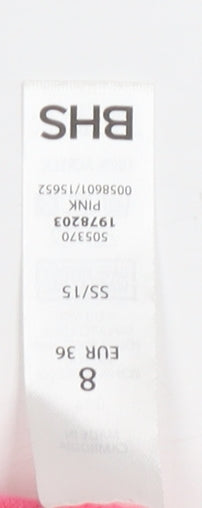 8
EUR 36
SS/15
505370
1978203
PINK
0058601/15652
BHS